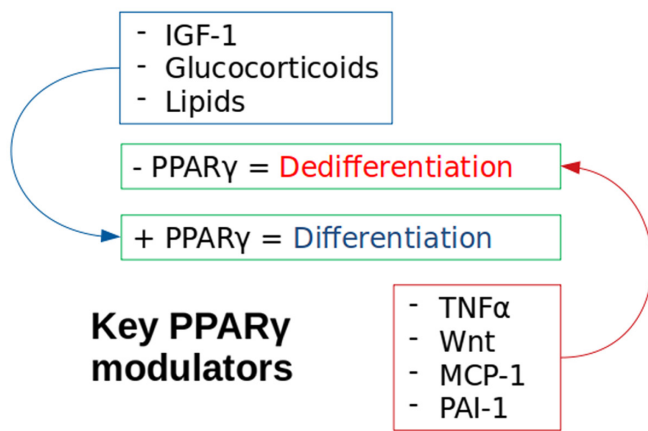 - IGF-1
- Glucocorticoids
- Lipids
- PPARγ = Dedifferentiation
+ PPARγ = Differentiation
Key PPARγ
modulators
- TNFα
- Wnt
- MCP-1
- PAI-1